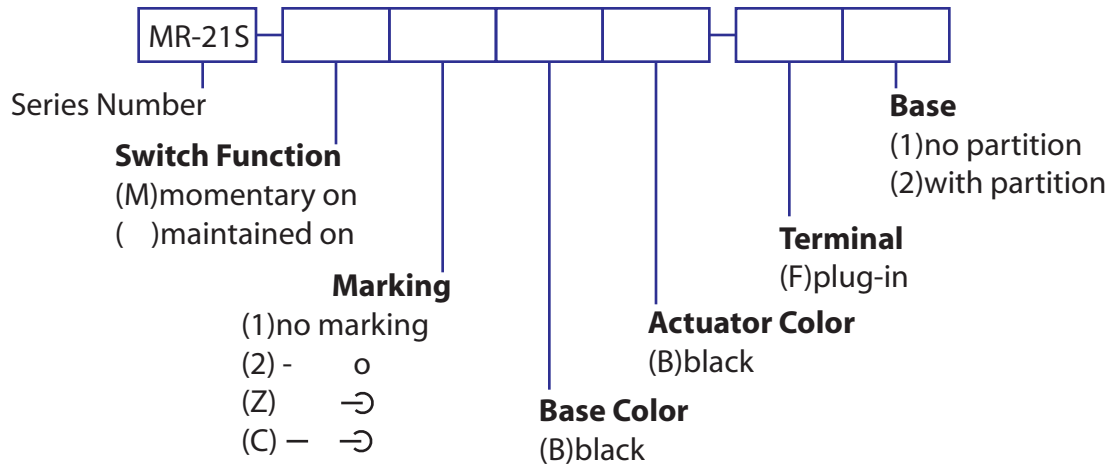 MR-21S
Series Number
Switch Function
(M)momentary on
( )maintained on
Marking
(1)no marking
(2) - o
(Z)
(C) —
Base Color
(B)black
Actuator Color
(B)black
Terminal
(F)plug-in
Base
(1)no partition
(2)with partition